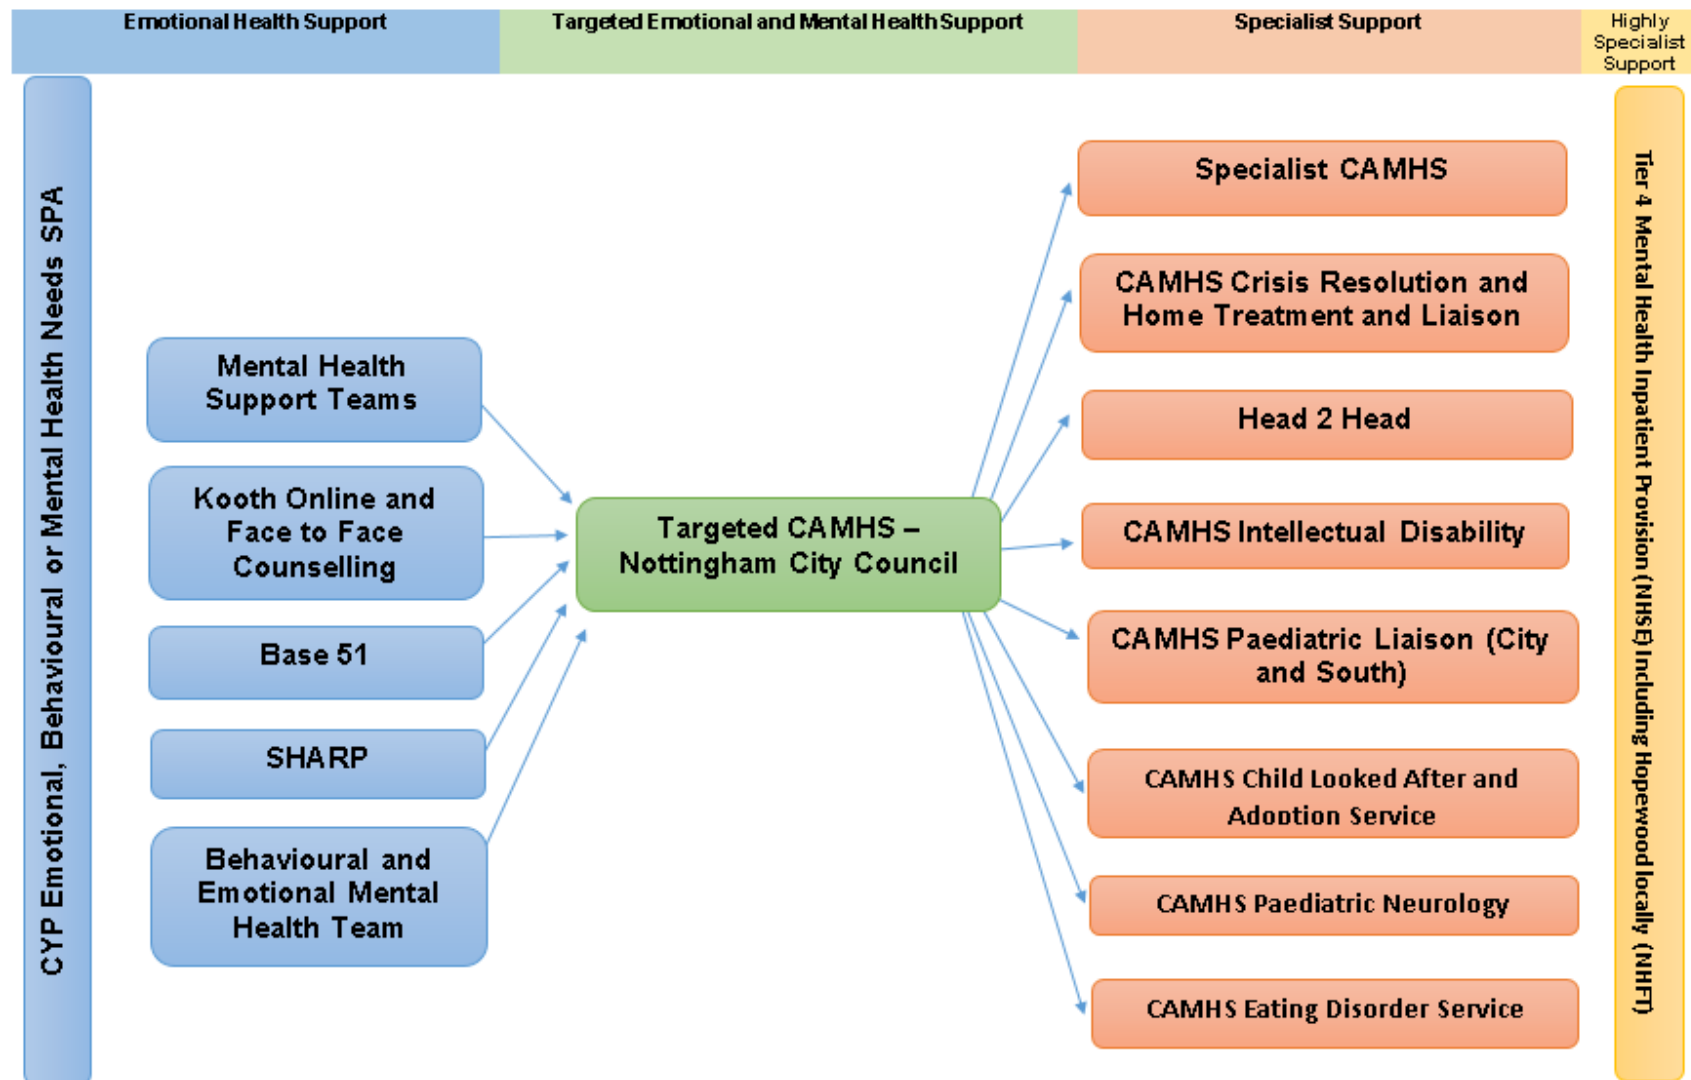 Emotional Health Support
Targeted Emotional and Mental Health Support
Specialist Support
Highly
Specialist
Support
CYP Emotional, Behavioural or Mental Health Needs SPA
Mental Health
Support Teams
Kooth Online and
Face to Face
Counselling
Base 51
SHARP
Behavioural and
Emotional Mental
Health Team
Targeted CAMHS –
Nottingham City Council
Specialist CAMHS
CAMHS Crisis Resolution and
Home Treatment and Liaison
Head 2 Head
CAMHS Intellectual Disability
CAMHS Paediatric Liaison (City
and South)
CAMHS Child Looked After and
Adoption Service
CAMHS Paediatric Neurology
CAMHS Eating Disorder Service
Tier 4 Mental Health Inpatient Provision (NHSE) Including Hopewood locally (NHFT)